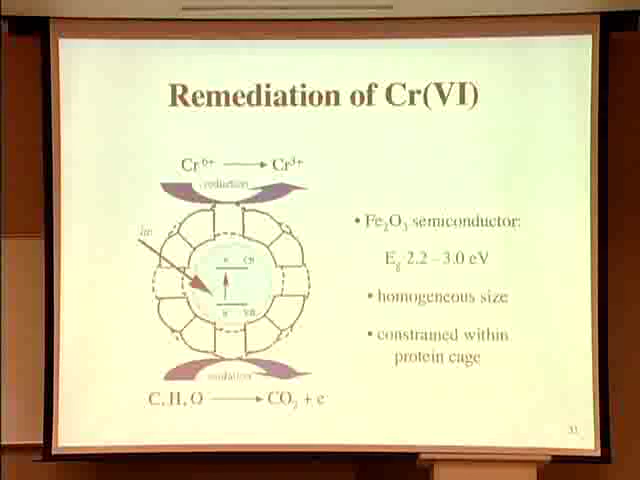 Remediation of Cr(VI)
Cr6+ → Cr3+
reduction
hν
e- CB
h+ VB
oxidation
C, H, O → CO2 + e-
• Fe2O3 semiconductor:
Eg 2.2 – 3.0 eV
• homogeneous size
• constrained within
protein cage